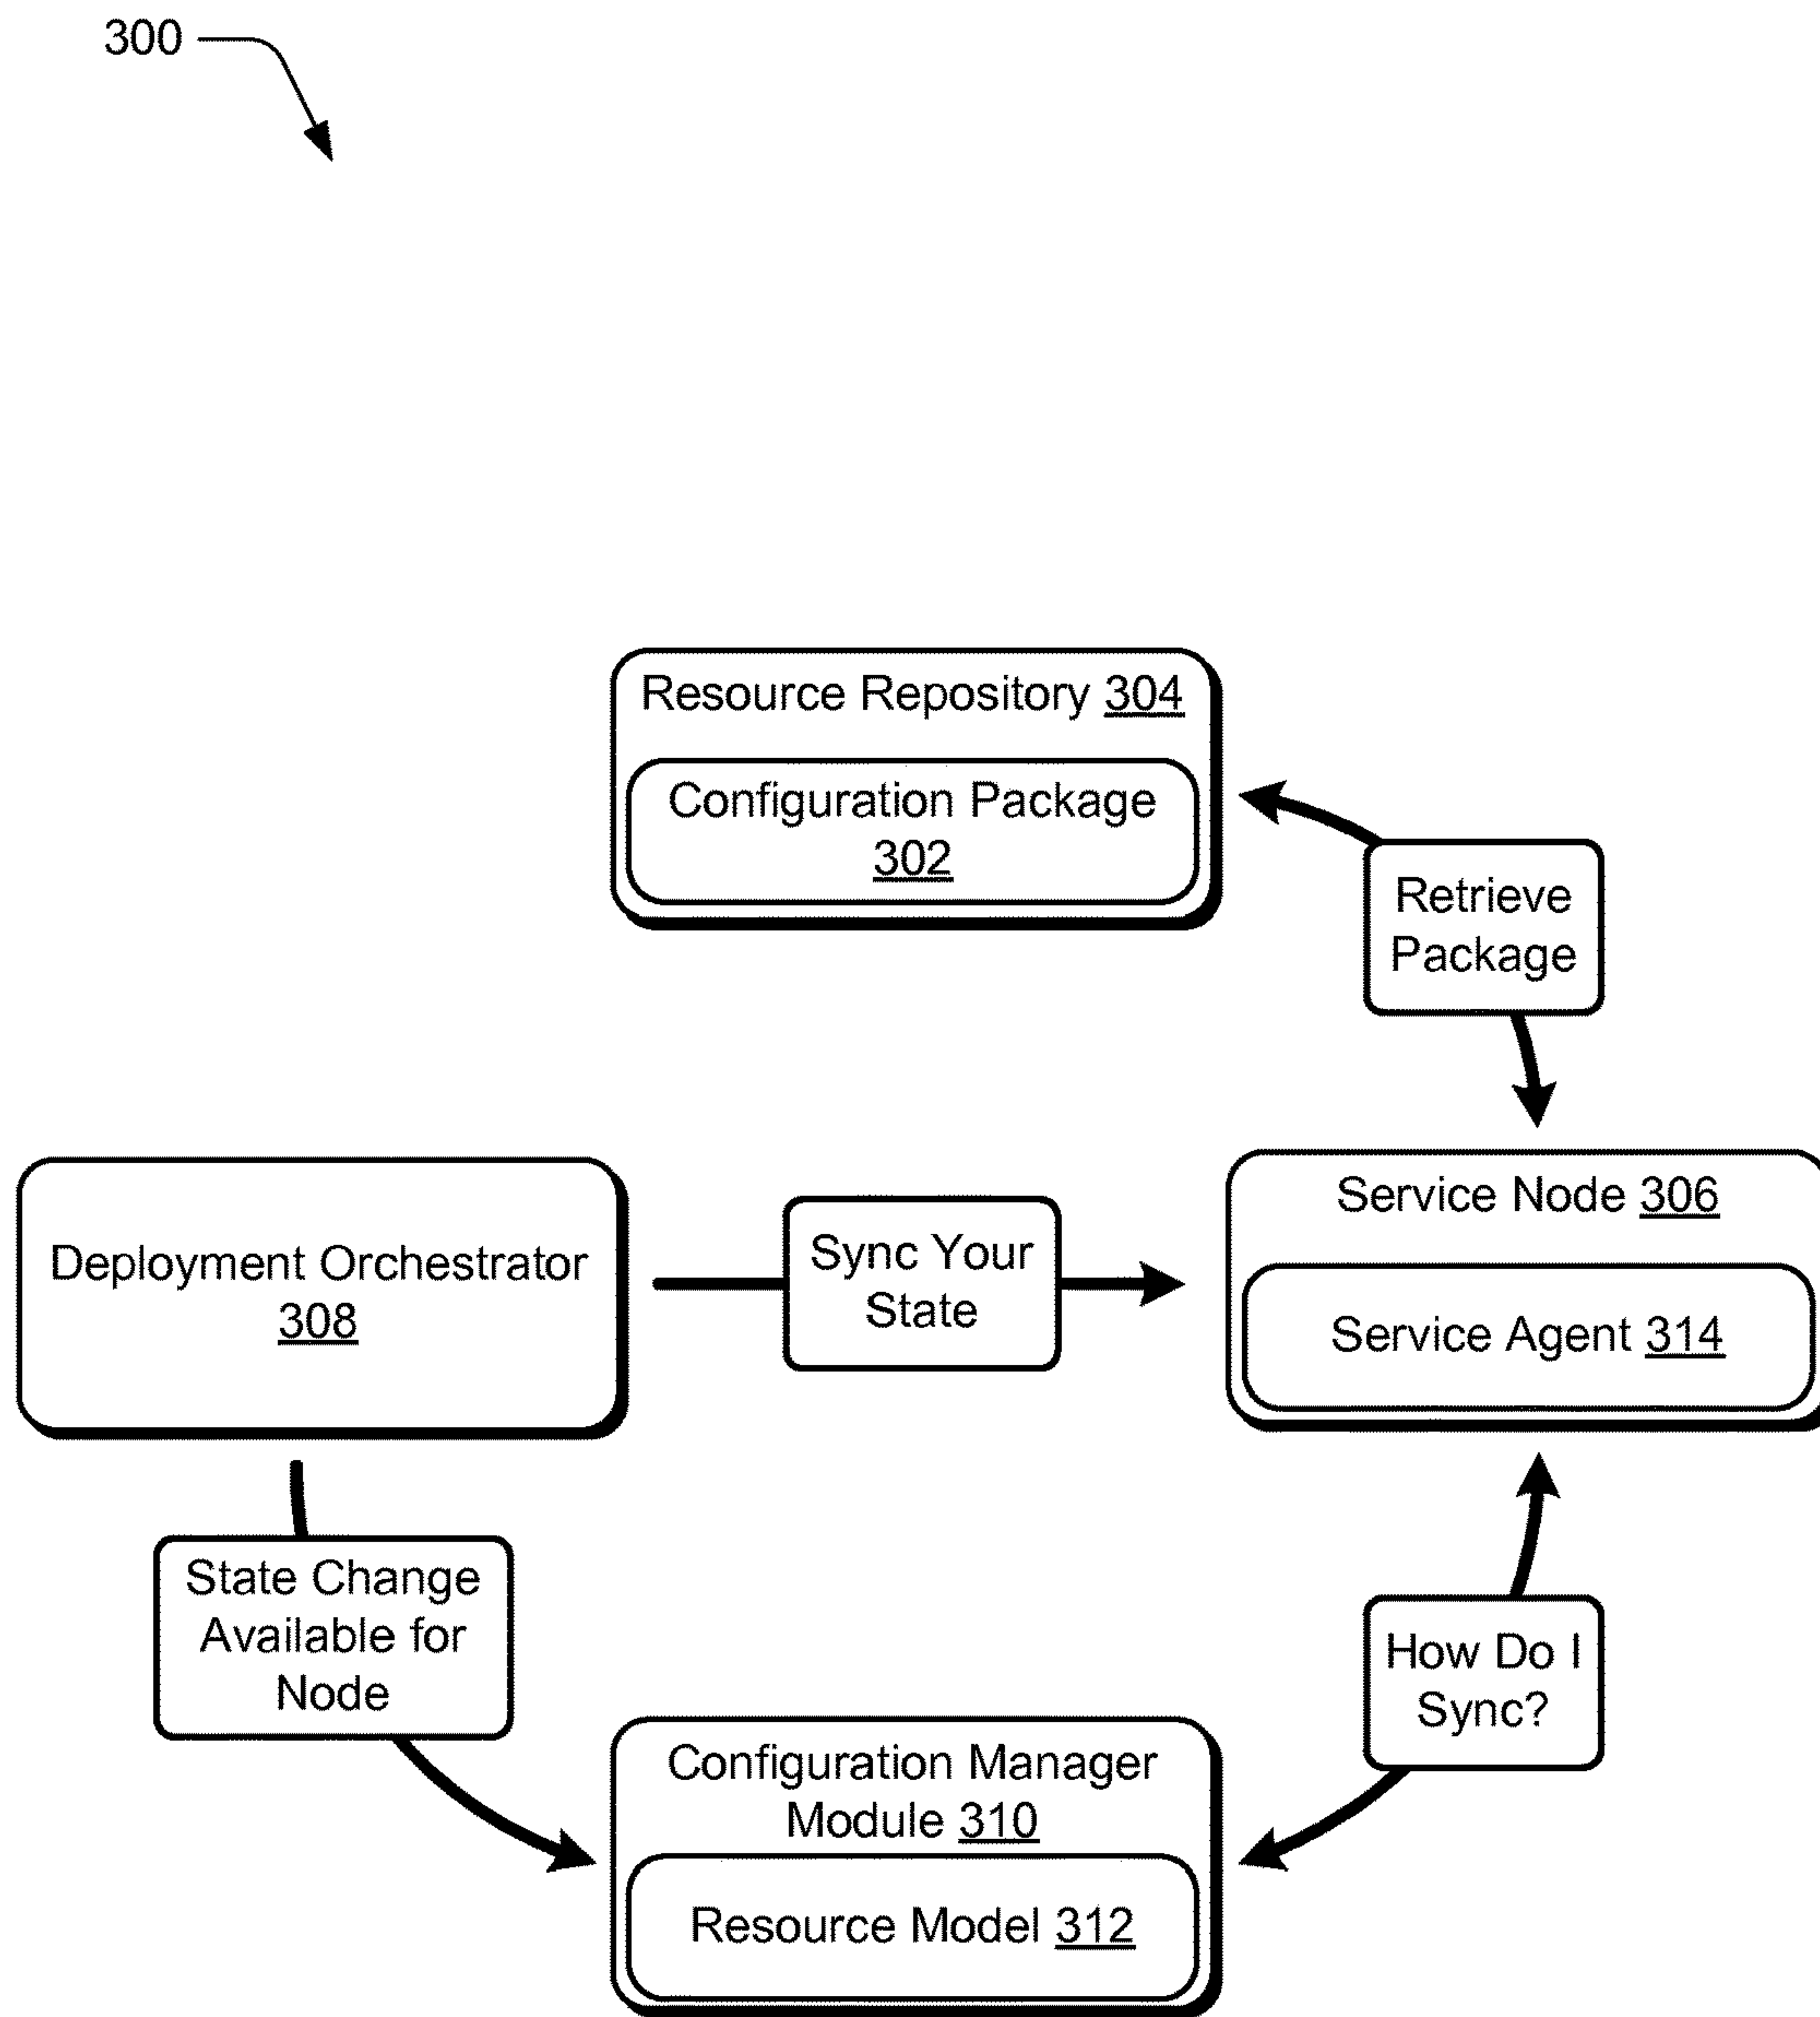 300
Resource Repository 304
Configuration Package
302
Retrieve
Package
Deployment Orchestrator
308
Sync Your
State
Service Node 306
Service Agent 314
State Change
Available for
Node
How Do I
Sync?
Configuration Manager
Module 310
Resource Model 312